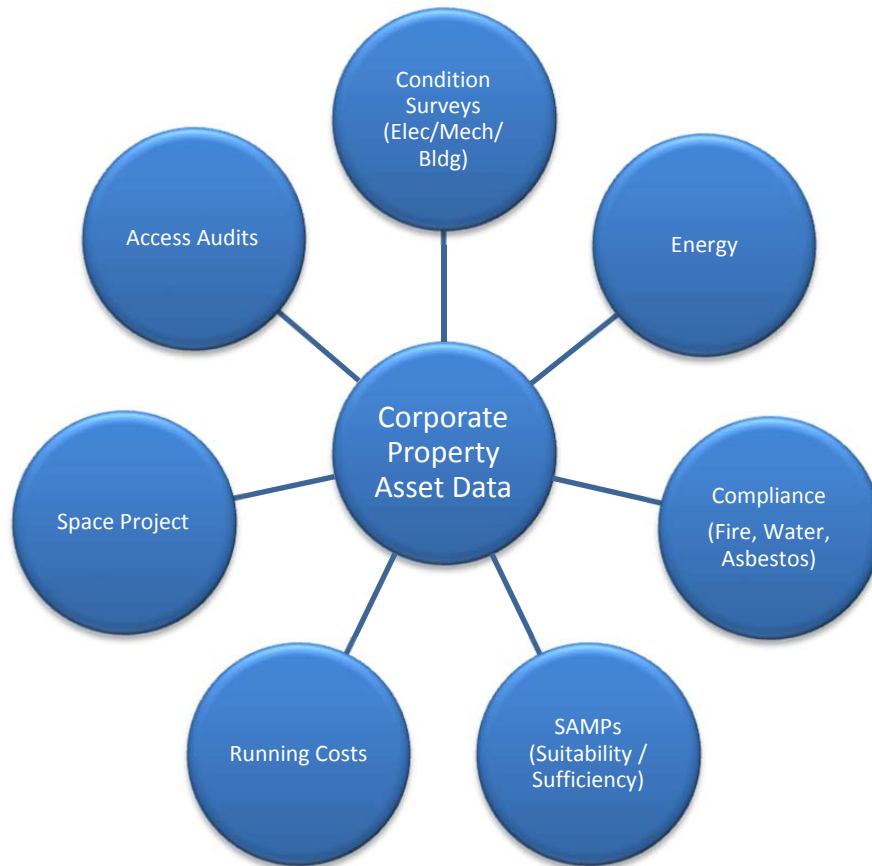 Condition
Surveys
(Elec/Mech/
Bldg)
Access Audits
Energy
Corporate
Property
Asset Data
Compliance
(Fire, Water,
Asbestos)
Space Project
SAMPs
(Suitability /
Sufficiency)
Running Costs